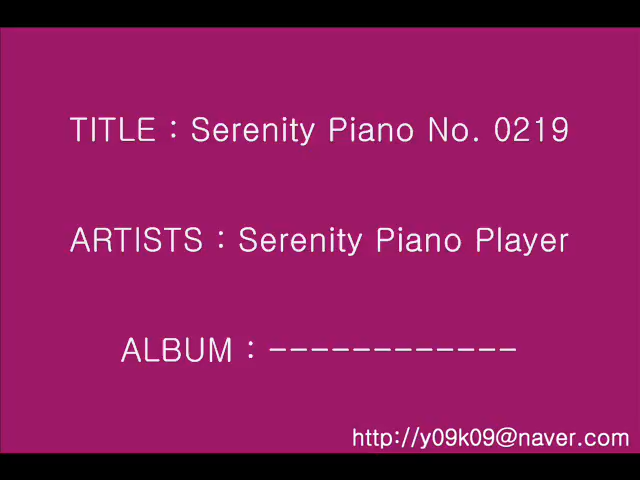 TITLE : Serenity Piano No. 0219
ARTISTS : Serenity Piano Player
ALBUM : ------------
http://y09k09@naver.com